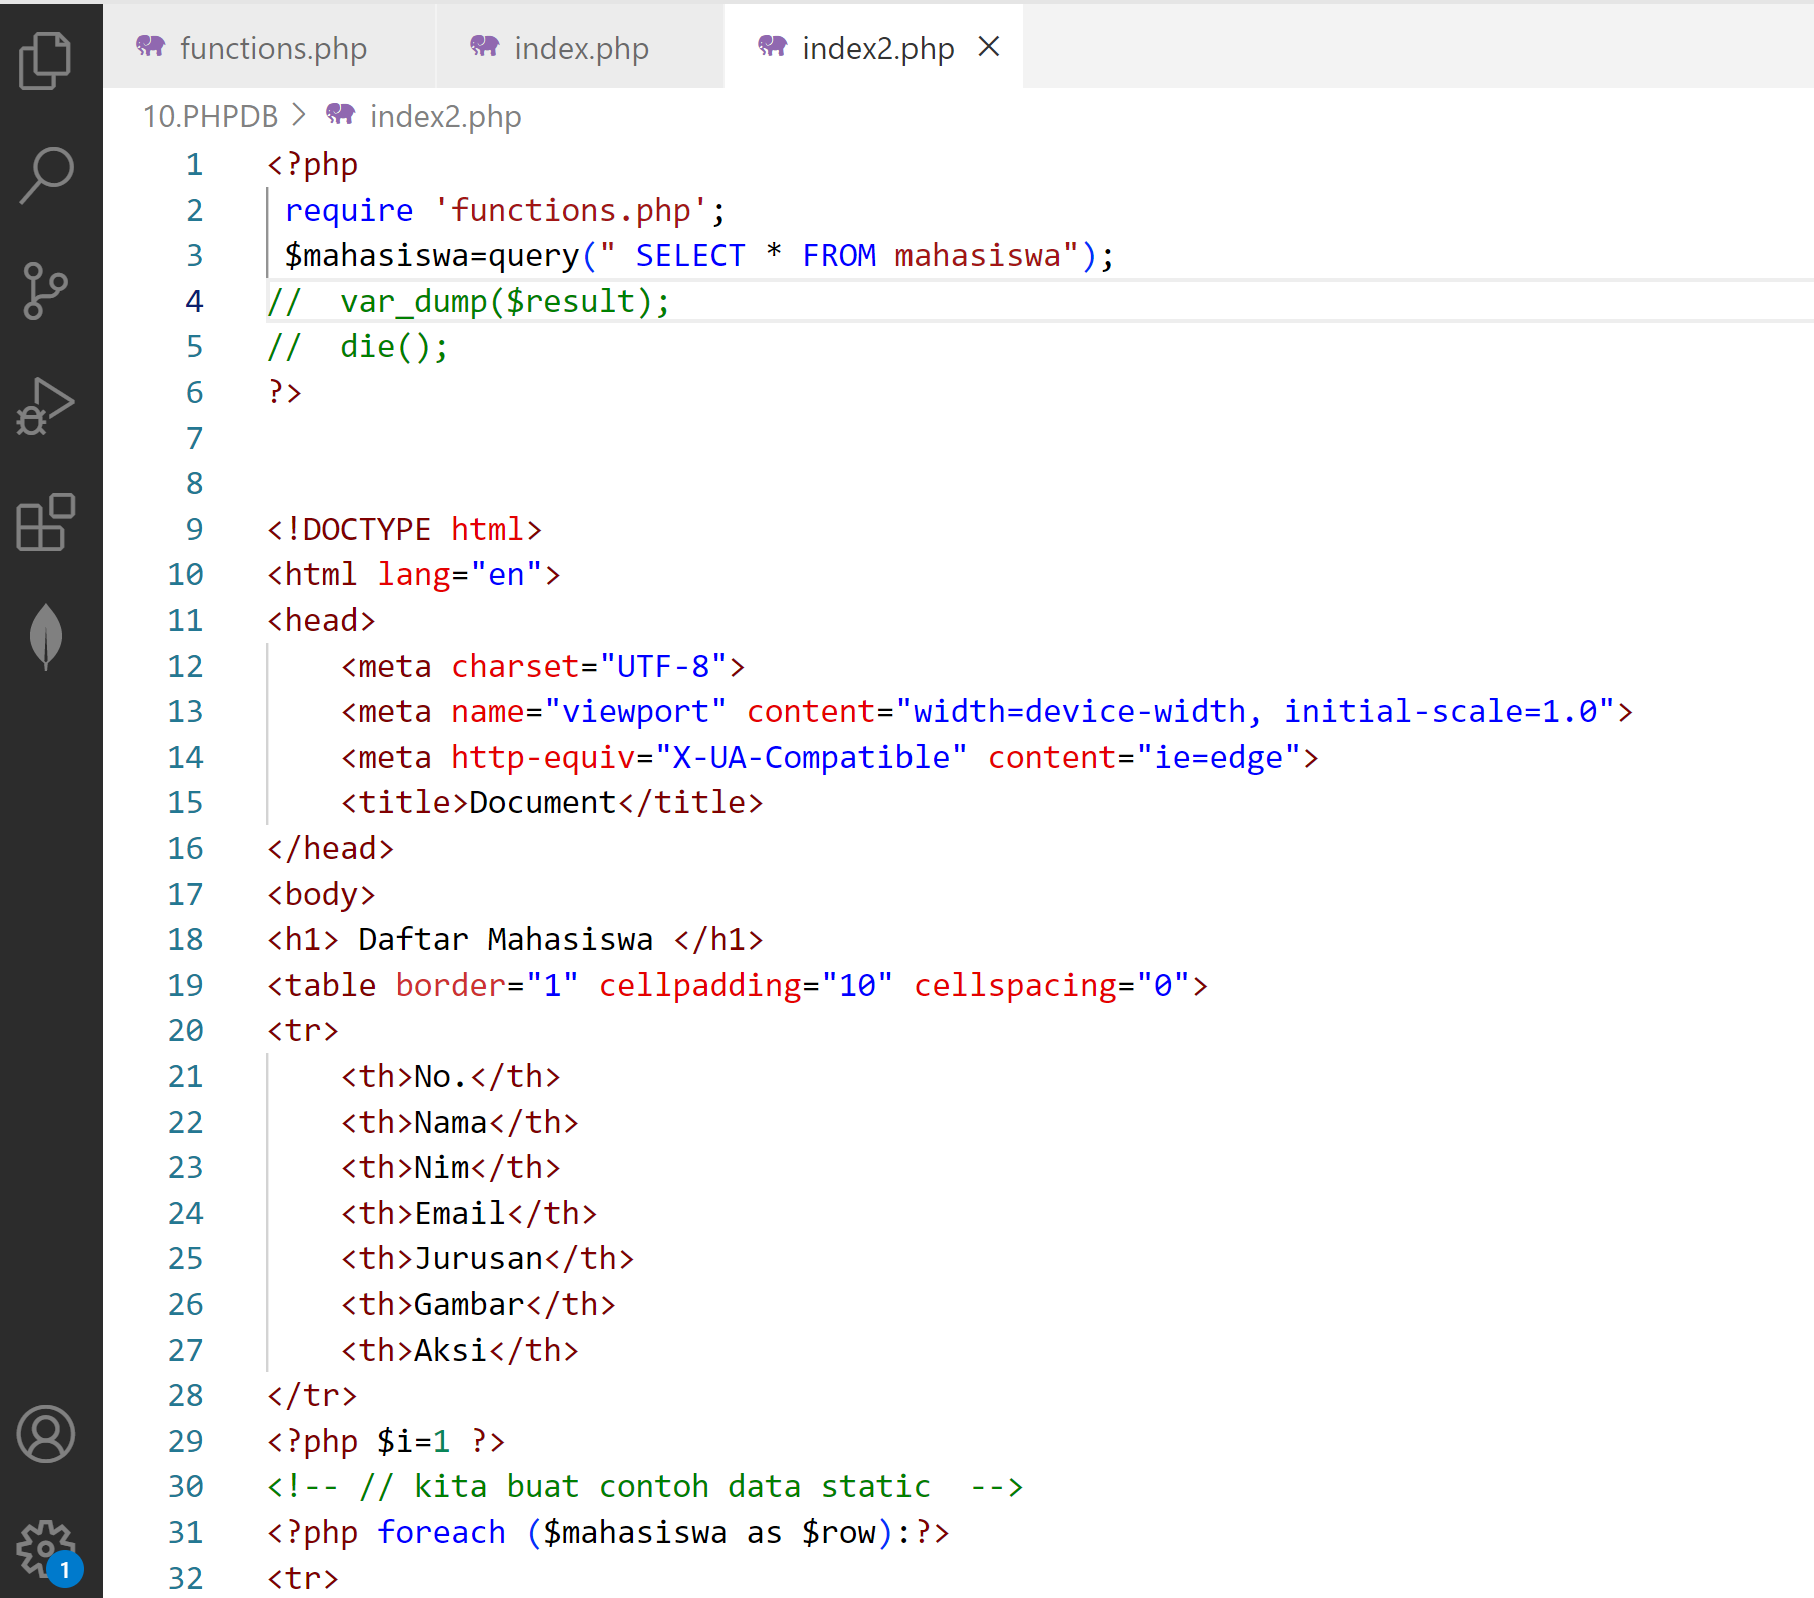 functions.php index.php index2.php
10.PHPDB > index2.php
1 <?php
2 require 'functions.php';
3 $mahasiswa=query(" SELECT * FROM mahasiswa");
4 //  var_dump($result);
5 //  die();
6 ?>
7
8
9 <!DOCTYPE html>
10 <html lang="en">
11 <head>
12     <meta charset="UTF-8">
13     <meta name="viewport" content="width=device-width, initial-scale=1.0">
14     <meta http-equiv="X-UA-Compatible" content="ie=edge">
15     <title>Document</title>
16 </head>
17 <body>
18 <h1> Daftar Mahasiswa </h1>
19 <table border="1" cellpadding="10" cellspacing="0">
20 <tr>
21     <th>No.</th>
22     <th>Nama</th>
23     <th>Nim</th>
24     <th>Email</th>
25     <th>Jurusan</th>
26     <th>Gambar</th>
27     <th>Aksi</th>
28 </tr>
29 <?php $i=1 ?>
30 <!-- // kita buat contoh data static  -->
31 <?php foreach ($mahasiswa as $row):?>
32 <tr>
1